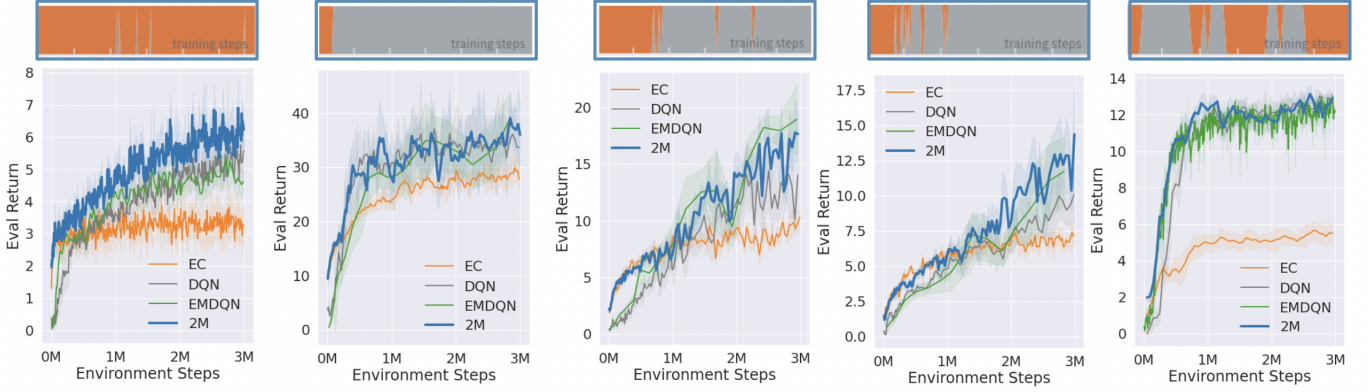 training steps
training steps
training steps
training steps
training steps
8
7
6
5
4
3
2
1
0
Eval Return
EC
DQN
EMDQN
2M
0M 1M 2M 3M
Environment Steps
40
30
20
10
0
Eval Return
EC
DQN
EMDQN
2M
0M 1M 2M 3M
Environment Steps
20
15
10
5
0
Eval Return
EC
DQN
EMDQN
2M
0M 1M 2M 3M
Environment Steps
17.5
15.0
12.5
10.0
7.5
5.0
2.5
0.0
Eval Return
EC
DQN
EMDQN
2M
0M 1M 2M 3M
Environment Steps
14
12
10
8
6
4
2
0
Eval Return
EC
DQN
EMDQN
2M
0M 1M 2M 3M
Environment Steps